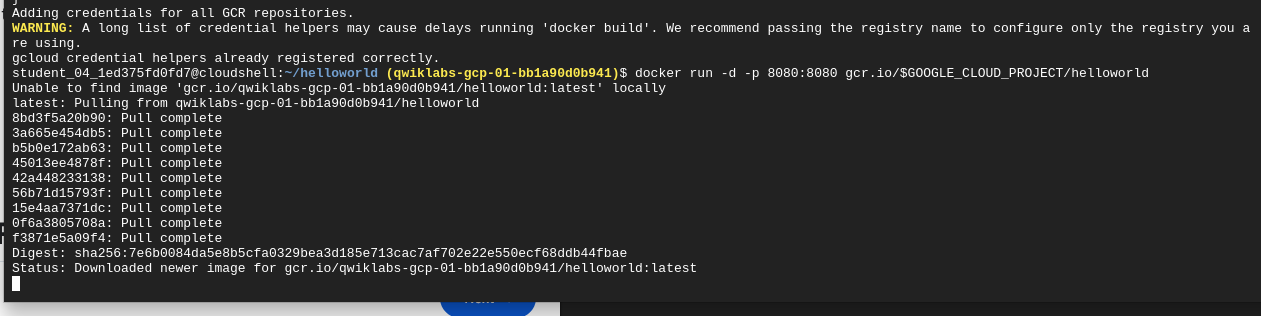 Adding credentials for all GCR repositories.
WARNING: A long list of credential helpers may cause delays running 'docker build'. We recommend passing the registry name to configure only the registry you a
re using.
gcloud credential helpers already registered correctly.
student_04_1ed375fd0fd7@cloudshell:~/helloworld (qwiklabs-gcp-01-bb1a90d0b941)$ docker run -d -p 8080:8080 gcr.io/$GOOGLE_CLOUD_PROJECT/helloworld
Unable to find image 'gcr.io/qwiklabs-gcp-01-bb1a90d0b941/helloworld:latest' locally
latest: Pulling from qwiklabs-gcp-01-bb1a90d0b941/helloworld
8bd3f5a20b90: Pull complete
3a665e454db5: Pull complete
b5b0e172ab63: Pull complete
45013ee4878f: Pull complete
42a448233138: Pull complete
56b71d15793f: Pull complete
15e4aa7371dc: Pull complete
0f6a3805708a: Pull complete
f3871e5a09f4: Pull complete
Digest: sha256:7e6b0084da5e8b5cfa0329bea3d185e713cac7af702e22e550ecf68ddb44fbae
Status: Downloaded newer image for gcr.io/qwiklabs-gcp-01-bb1a90d0b941/helloworld:latest